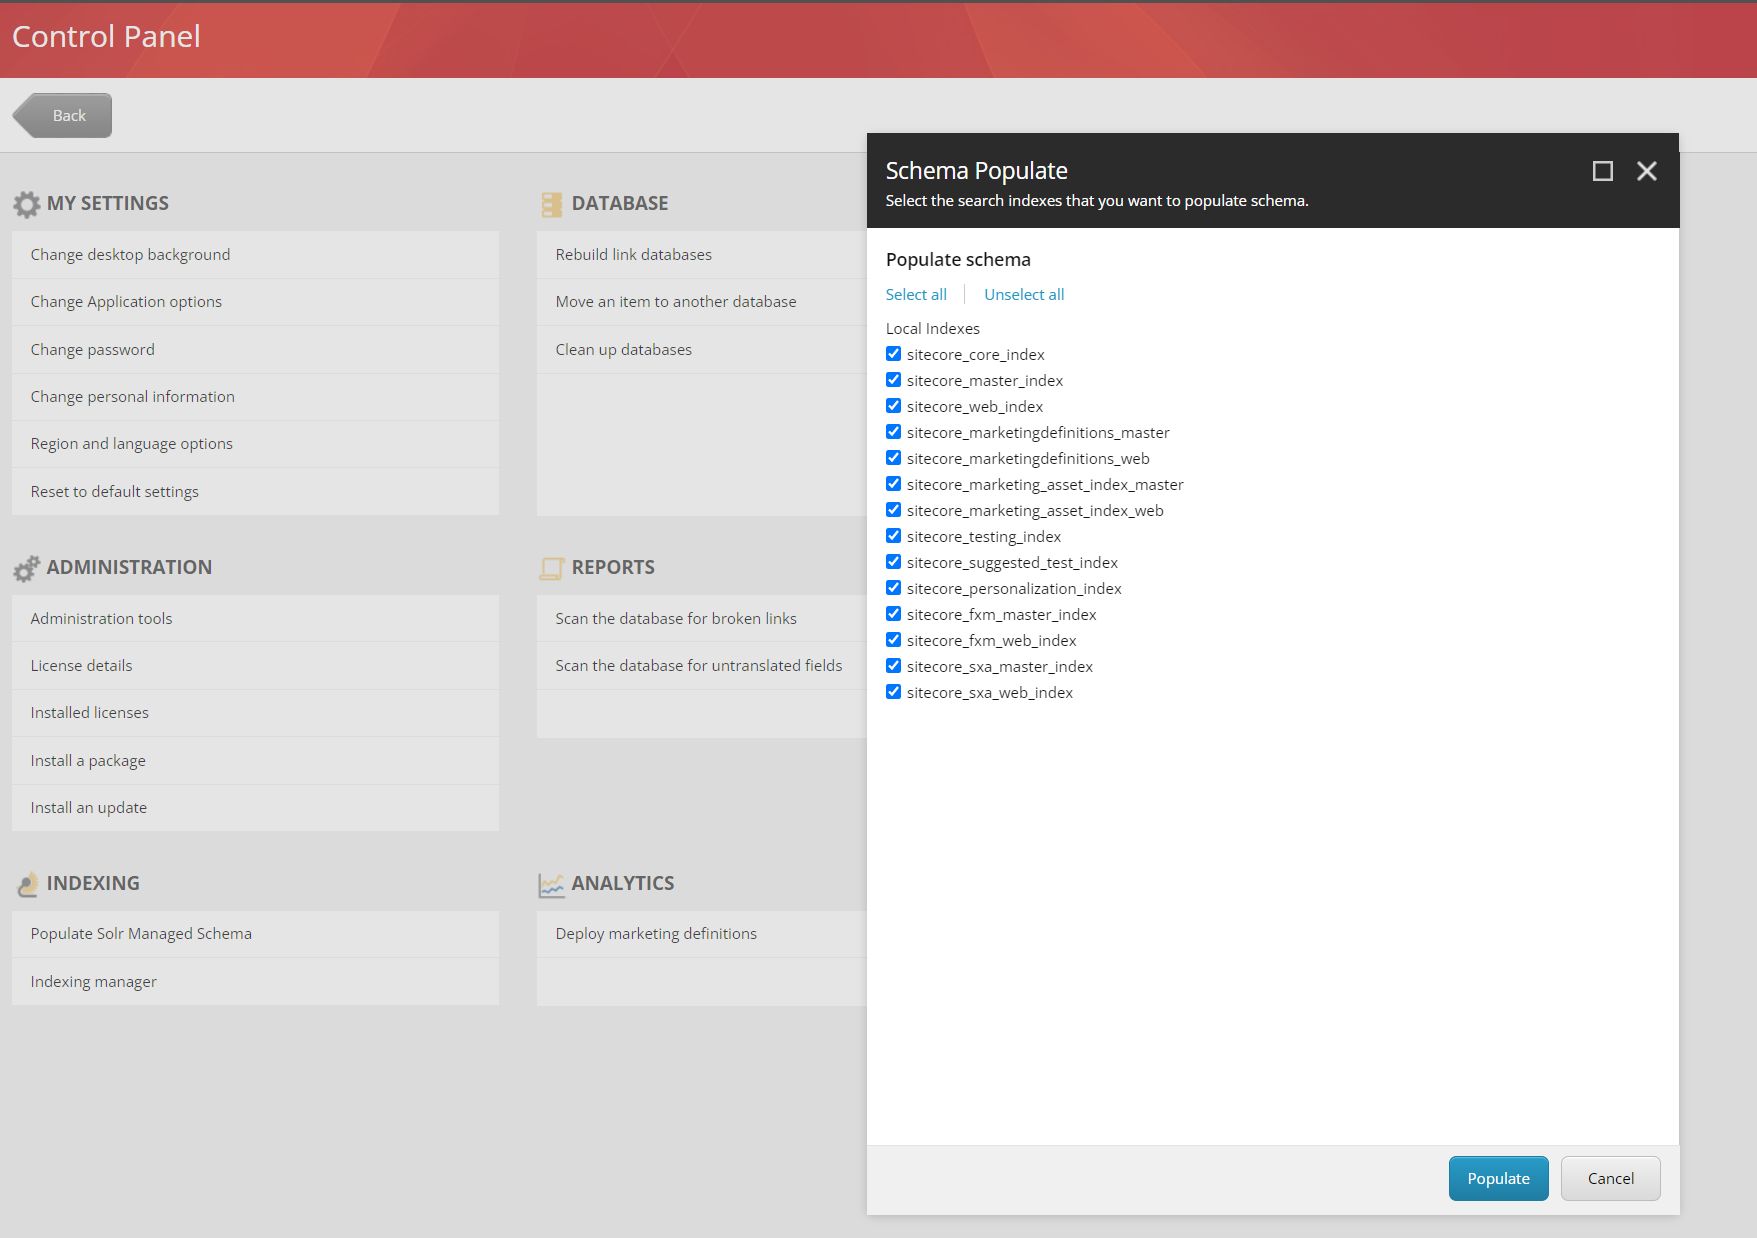 Control Panel
Back
MY SETTINGS
Change desktop background
Change Application options
Change password
Change personal information
Region and language options
Reset to default settings
DATABASE
Rebuild link databases
Move an item to another database
Clean up databases
ADMINISTRATION
Administration tools
License details
Installed licenses
Install a package
Install an update
REPORTS
Scan the database for broken links
Scan the database for untranslated fields
INDEXING
Populate Solr Managed Schema
Indexing manager
ANALYTICS
Deploy marketing definitions
Schema Populate
Select the search indexes that you want to populate schema.
Populate schema
Select all
Unselect all
Local Indexes
sitecore_core_index
sitecore_master_index
sitecore_web_index
sitecore_marketingdefinitions_master
sitecore_marketingdefinitions_web
sitecore_marketing_asset_index_master
sitecore_marketing_asset_index_web
sitecore_testing_index
sitecore_suggested_test_index
sitecore_personalization_index
sitecore_fxm_master_index
sitecore_fxm_web_index
sitecore_sxa_master_index
sitecore_sxa_web_index
Populate
Cancel